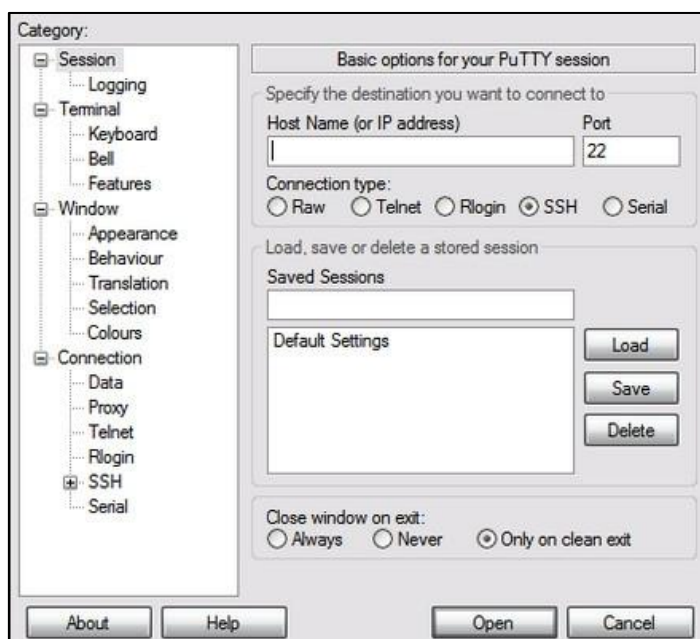 Category:
Session
Logging
Terminal
Keyboard
Bell
Features
Window
Appearance
Behaviour
Translation
Selection
Colours
Connection
Data
Proxy
Telnet
Rlogin
SSH
Serial
Basic options for your PuTTY session
Specify the destination you want to connect to
Host Name (or IP address) Port
22
Connection type:
Raw Telnet Rlogin SSH Serial
Load, save or delete a stored session
Saved Sessions
Default Settings
Load
Save
Delete
Close window on exit:
Always Never Only on clean exit
About Help Open Cancel